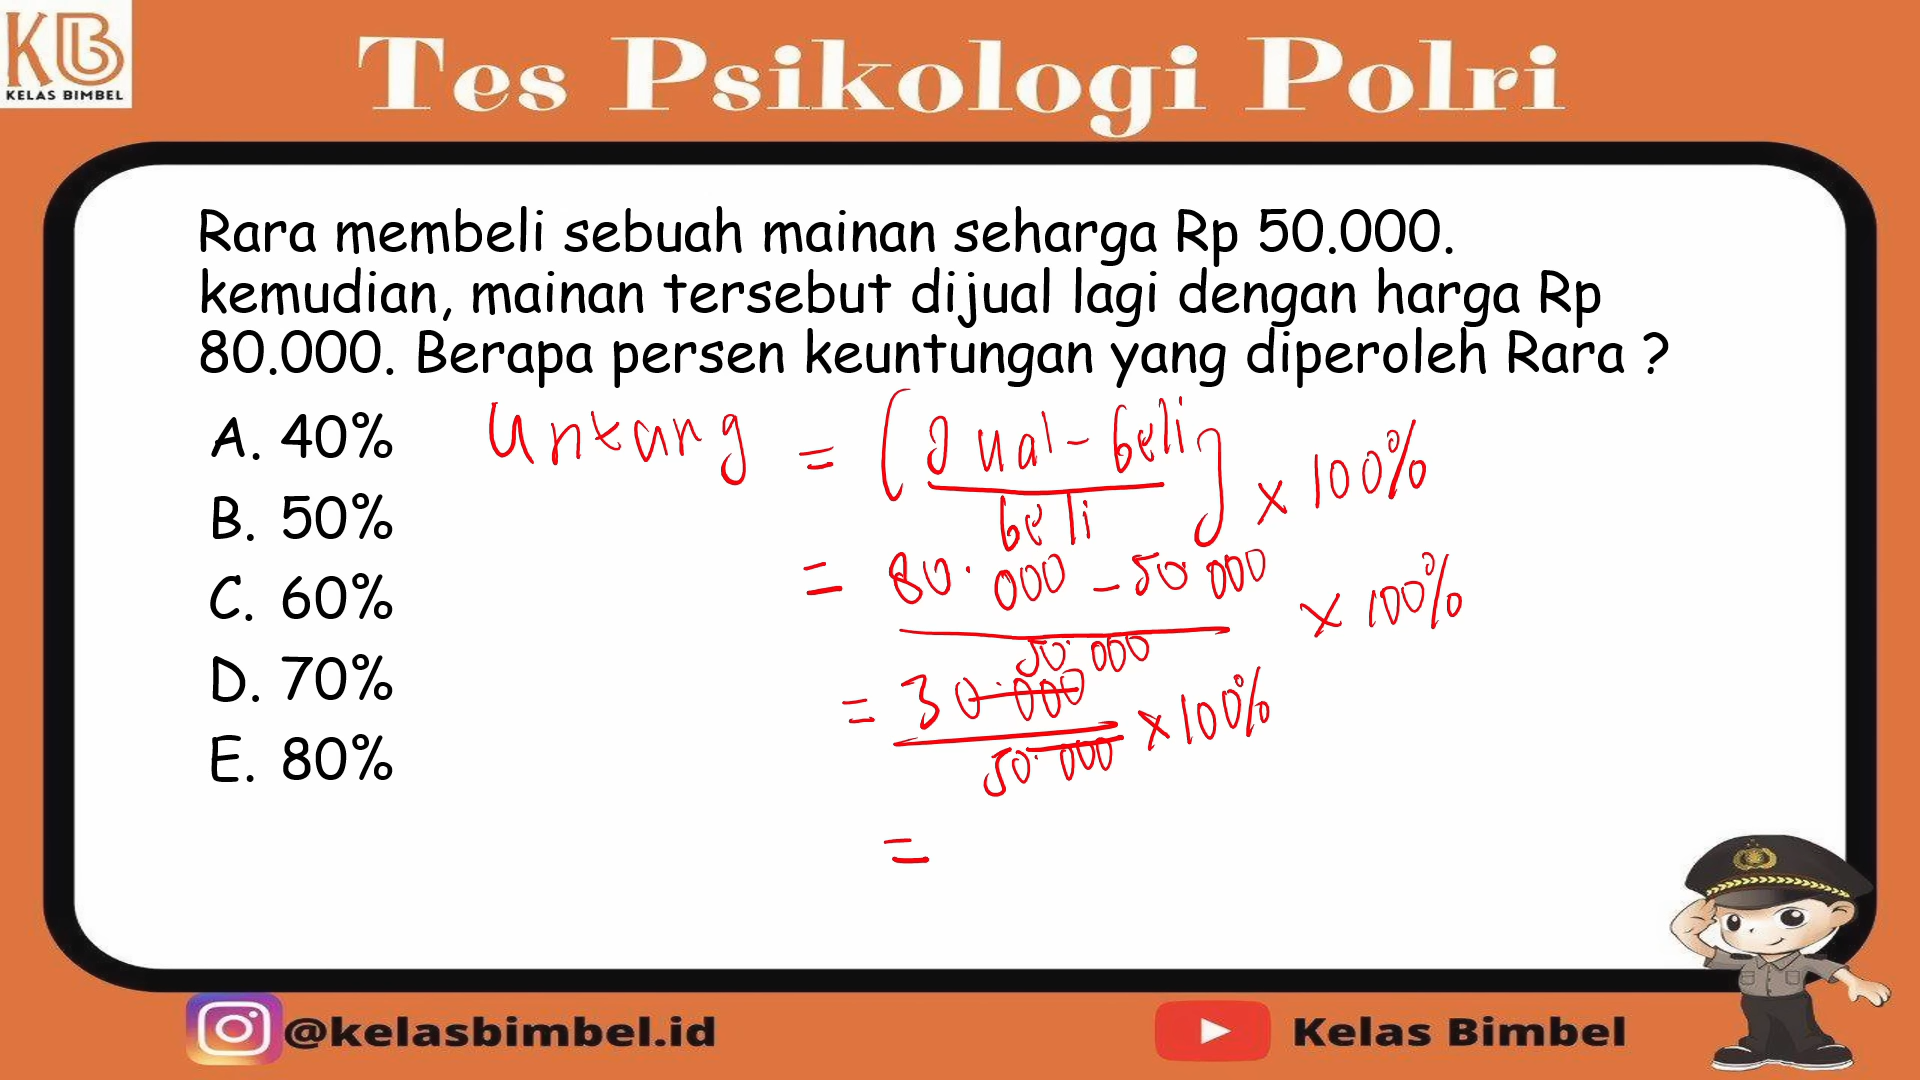 KB
KELAS BIMBEL
Tes Psikologi Polri
Rara membeli sebuah mainan seharga Rp 50.000.
kemudian, mainan tersebut dijual lagi dengan harga Rp
80.000. Berapa persen keuntungan yang diperoleh Rara ?
A. 40%
B. 50%
C. 60%
D. 70%
E. 80%
Untung = (Jual - beli) x 100%
beli
= 80.000 - 50.000 x 100%
50.000
= 30.000 x 100%
50.000
=
@kelasbimbel.id
Kelas Bimbel